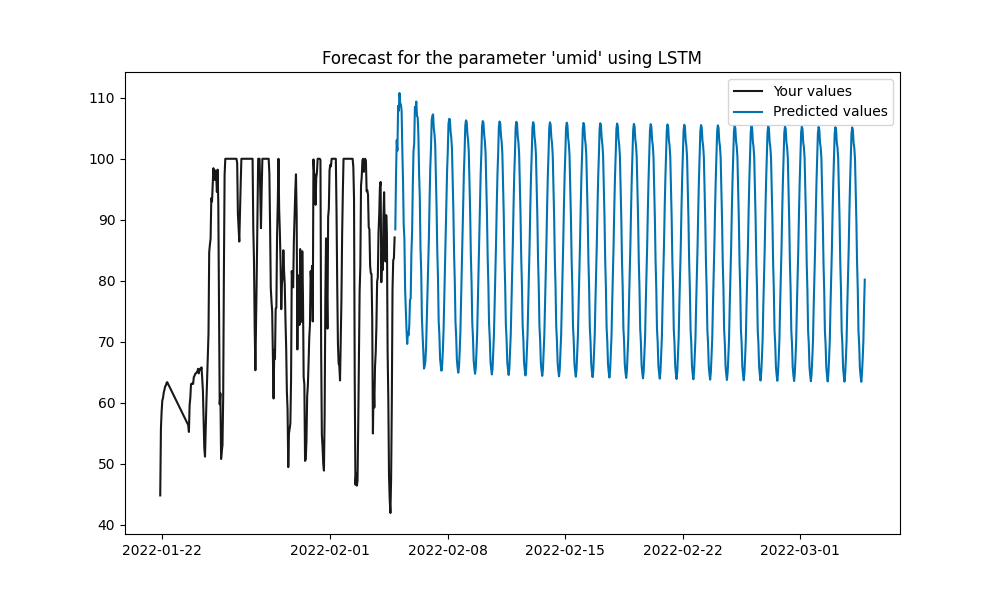 Forecast for the parameter 'umid' using LSTM
Your values
Predicted values
110
100
90
80
70
60
50
40
2022-01-22 2022-02-01 2022-02-08 2022-02-15 2022-02-22 2022-03-01